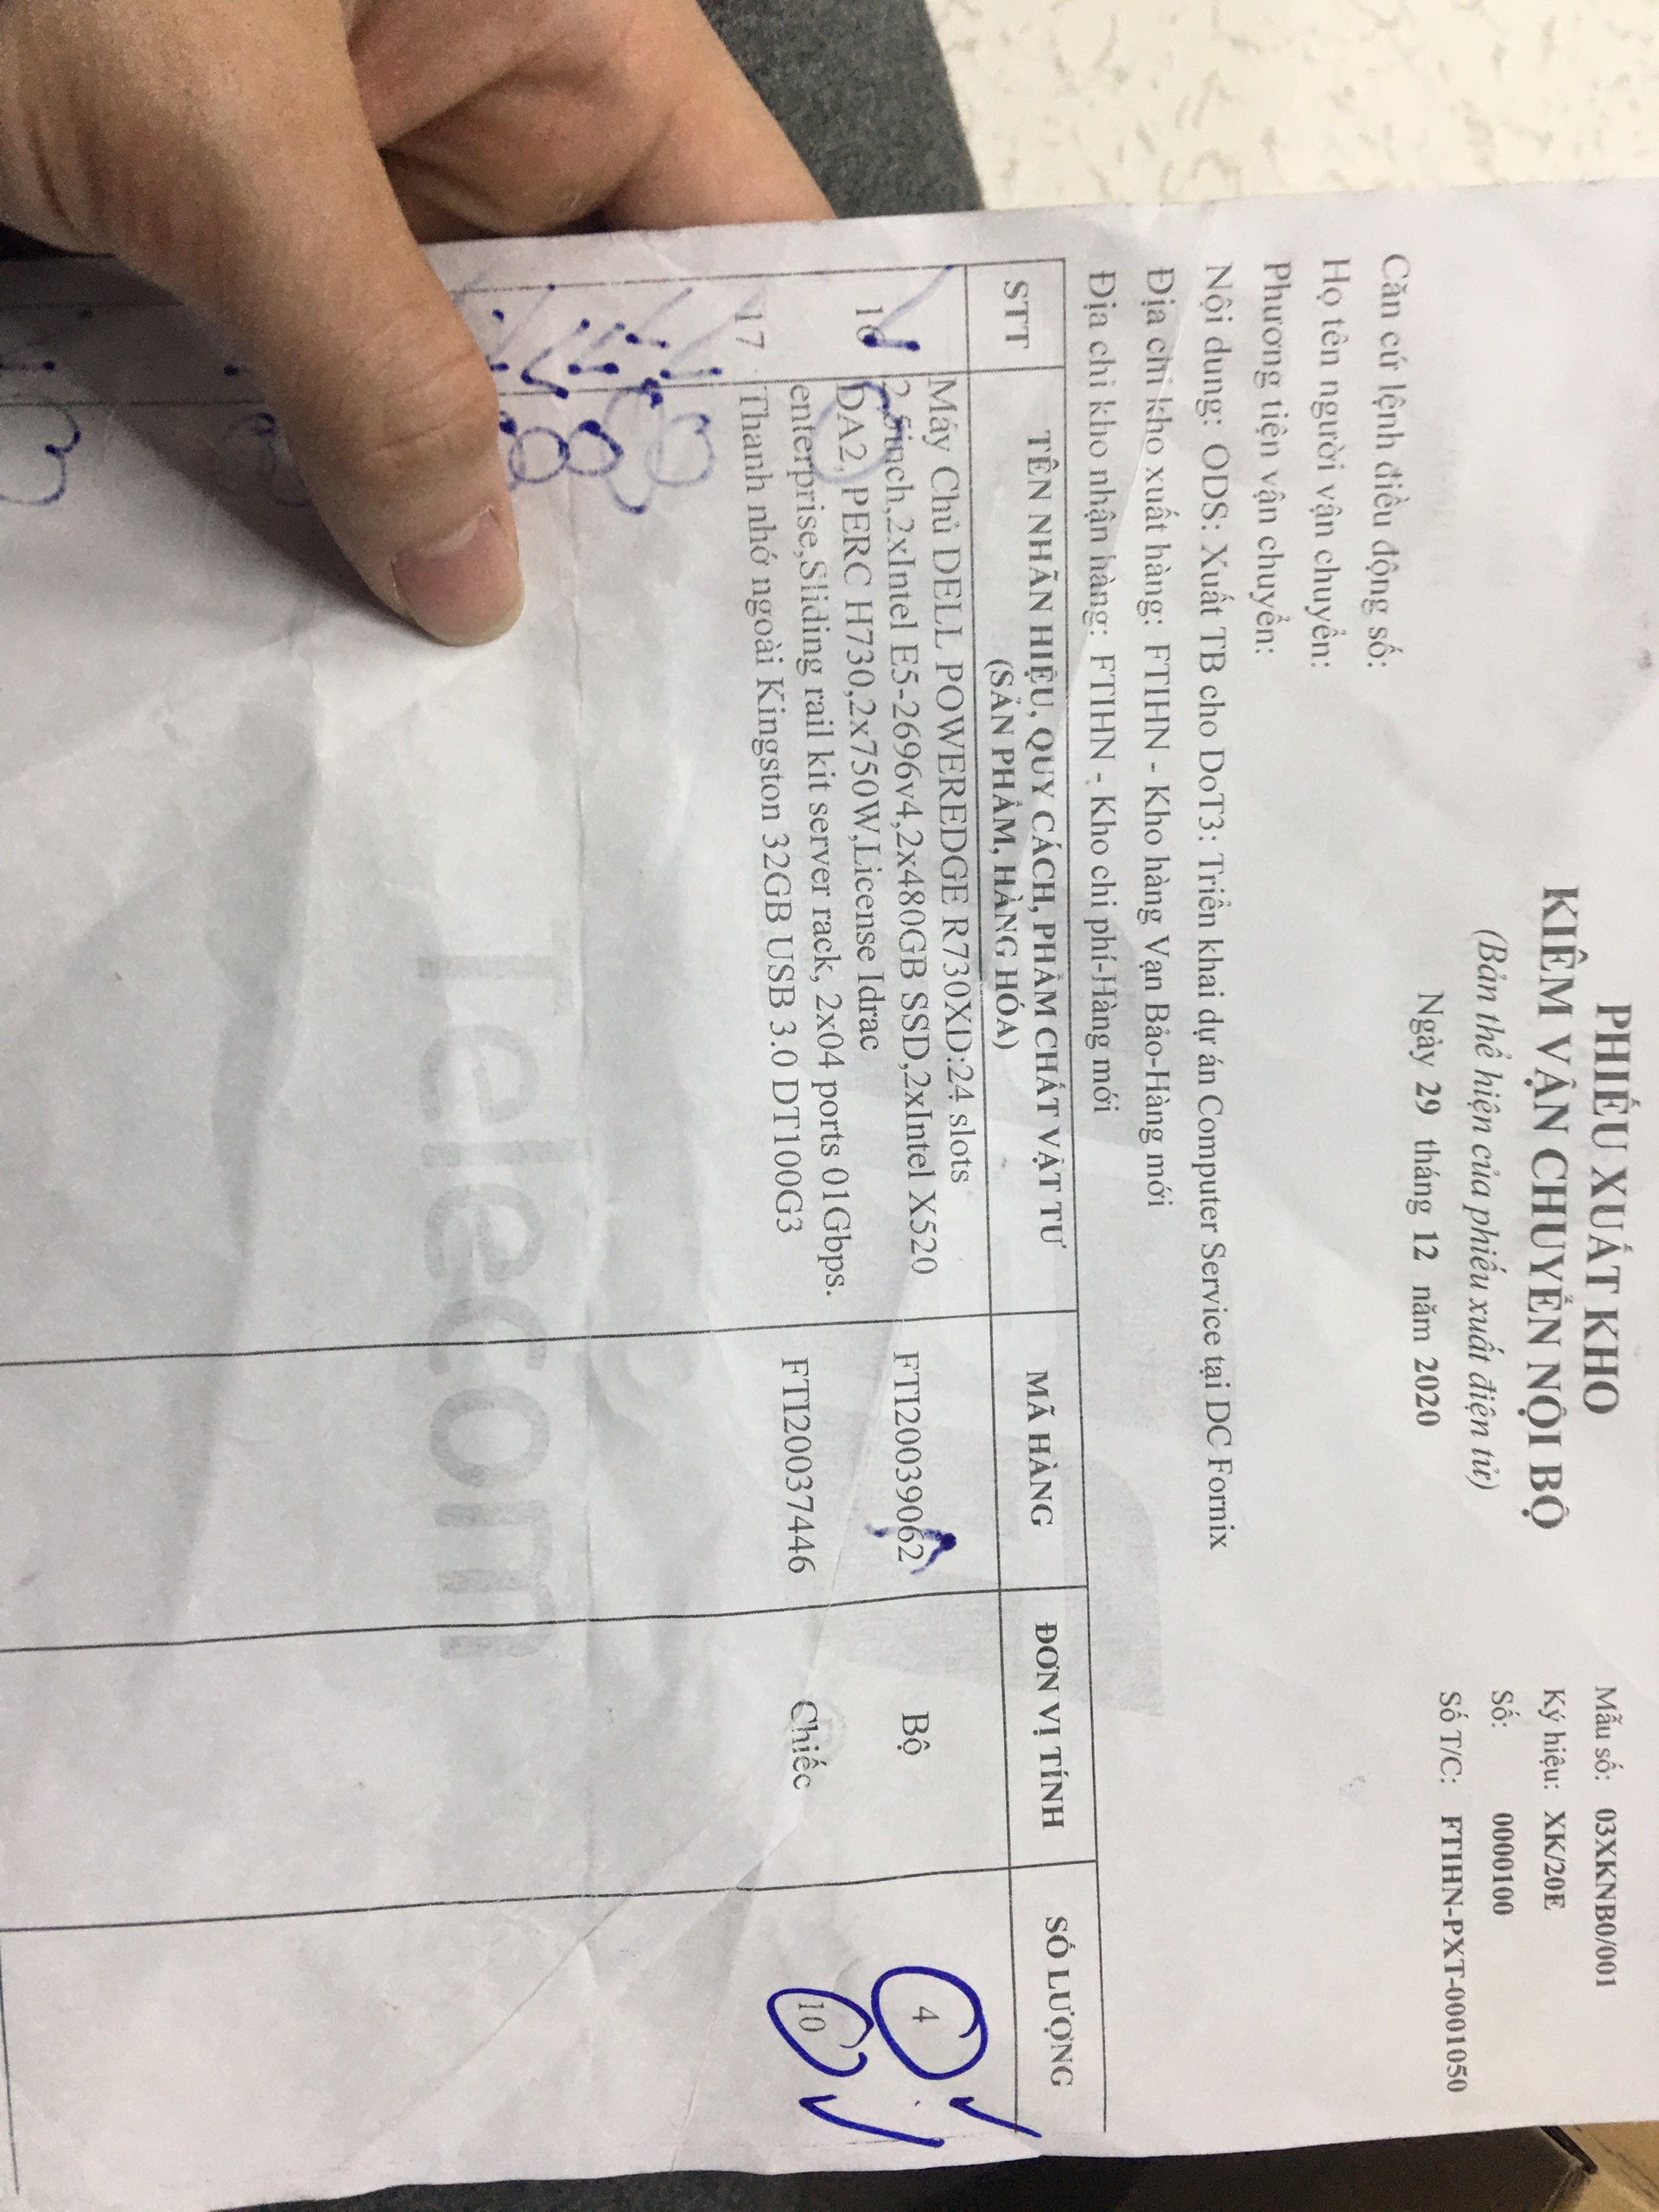 PHIẾU XUẤT KHO
KIÊM VẬN CHUYỂN NỘI BỘ
(Bản thể hiện của phiếu xuất điện tử)
Ngày 29 tháng 12 năm 2020
Mẫu số: 03XKNB0/001
Ký hiệu: XK/20E
Số: 0000100
Số T/C: FTIHN-PXT-0001050
Căn cứ lệnh điều động số:
Họ tên người vận chuyển:
Phương tiện vận chuyển:
Nội dung: ODS: Xuất TB cho DoT3: Triển khai dự án Computer Service tại DC Fornix
Địa chỉ kho xuất hàng: FTIHN - Kho hàng Vạn Bảo-Hàng mới
Địa chỉ kho nhận hàng: FTIHN - Kho chi phí-Hàng mới
STT TÊN NHÃN HIỆU, QUY CÁCH, PHẨM CHẤT VẬT TƯ (SẢN PHẨM, HÀNG HÓA) MÃ HÀNG ĐƠN VỊ TÍNH SỐ LƯỢNG
Máy Chủ DELL POWEREDGE R730XD:24 slots
2.5inch,2xIntel E5-2696v4,2x480GB SSD,2xIntel X520
16 DA2, PERC H730,2x750W,License Idrac FTI20039062 Bộ 4
enterprise,Sliding rail kit server rack, 2x04 ports 01Gbps.
17 Thanh nhớ ngoài Kingston 32GB USB 3.0 DT100G3 FTI20037446 Chiếc 10
Telecom